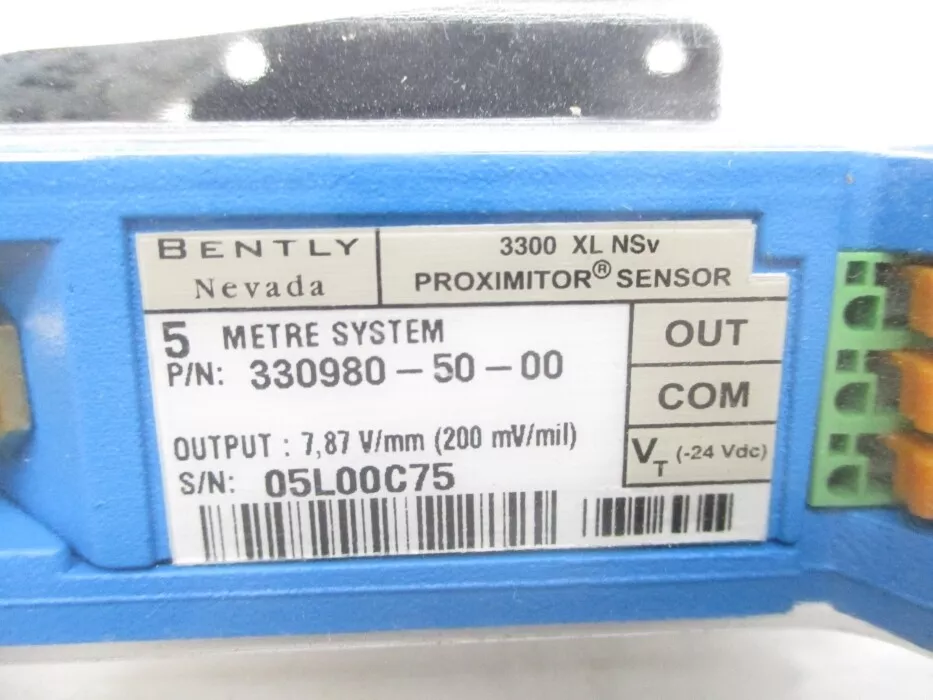 BENTLY
Nevada
3300 XL NSv
PROXIMITOR® SENSOR
5 METRE SYSTEM
P/N: 330980-50-00
OUTPUT : 7,87 V/mm (200 mV/mil)
S/N: 05L00C75
OUT
COM
VT (-24 Vdc)